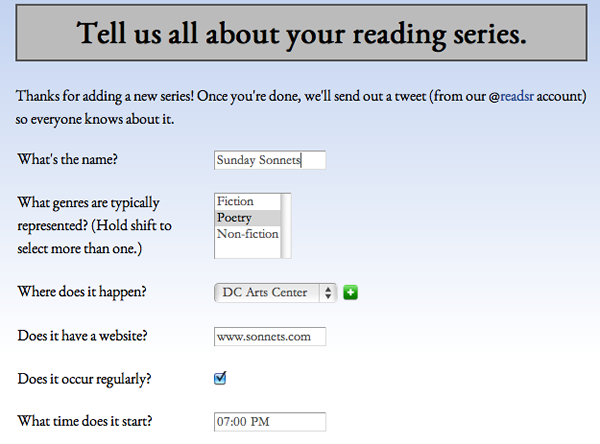 Tell us all about your reading series.
Thanks for adding a new series! Once you're done, we'll send out a tweet (from our @readsr account)
so everyone knows about it.
What's the name?
Sunday Sonnets
What genres are typically
represented? (Hold shift to
select more than one.)
Fiction
Poetry
Non-fiction
Where does it happen?
DC Arts Center
Does it have a website?
www.sonnets.com
Does it occur regularly?
What time does it start?
07:00 PM